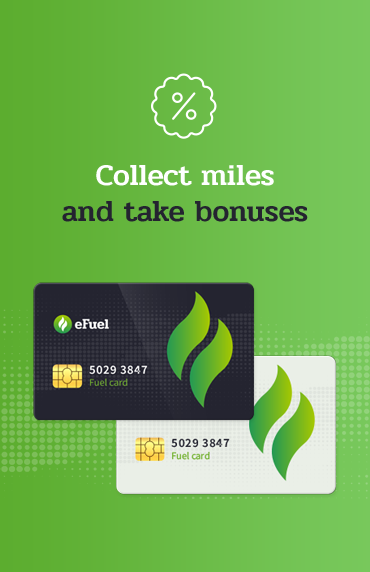 Collect miles
and take bonuses
eFuel
5029 3847
Fuel card
5029 3847
Fuel card